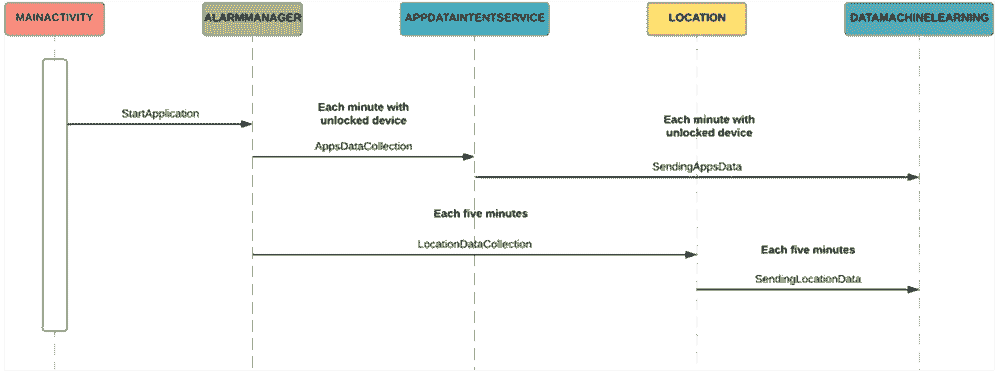 MAINACTIVITY
ALARMMANAGER
APPDATAINTENTSERVICE
LOCATION
DATAMACHINELEARNING
StartApplication
Each minute with
unlocked device
AppsDataCollection
Each minute with
unlocked device
SendingAppsData
Each five minutes
LocationDataCollection
Each five minutes
SendingLocationData